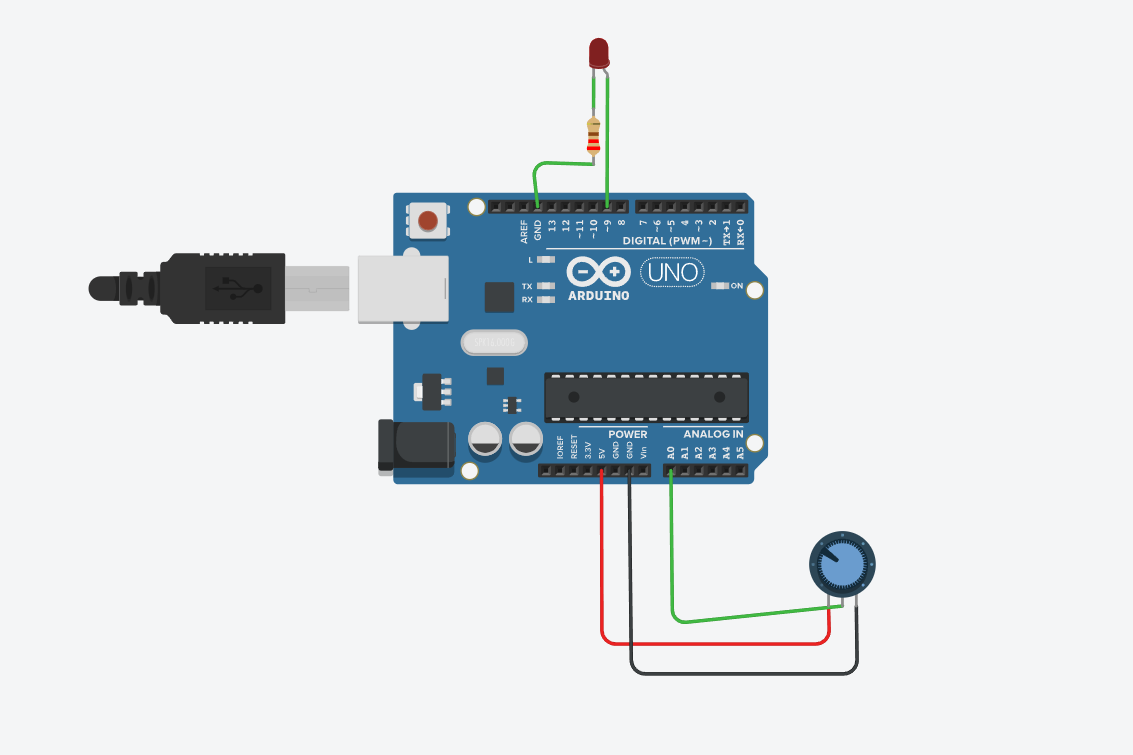 AREF
GND
13
12
~11
~10
~9
8
7
~6
~5
4
~3
2
TX→1
RX←0
DIGITAL (PWM~)
L
TX
RX
UNO
ON
ARDUINO
POWER
ANALOG IN
IOREF
RESET
3.3V
5V
GND
GND
Vin
A0
A1
A2
A3
A4
A5